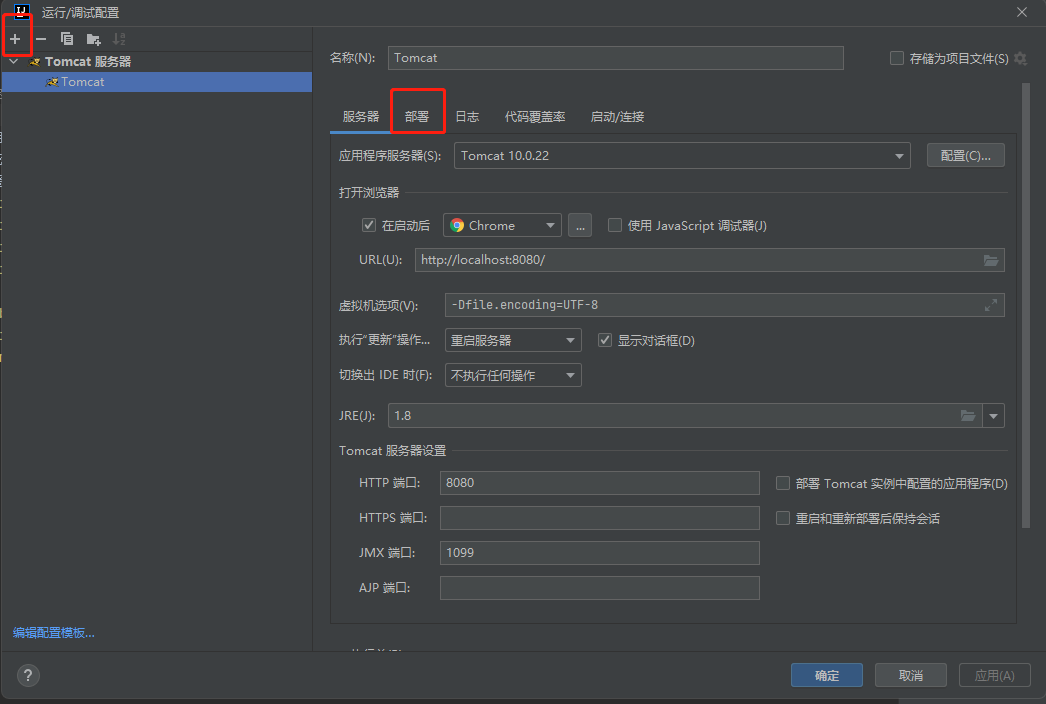 运行/调试配置
Tomcat 服务器
Tomcat
编辑配置模板...
名称(N): Tomcat 存储为项目文件(S)
服务器 部署 日志 代码覆盖率 启动/连接
应用程序服务器(S): Tomcat 10.0.22 配置(C)...
打开浏览器
在启动后 Chrome ... 使用 JavaScript 调试器(J)
URL(U): http://localhost:8080/
虚拟机选项(V): -Dfile.encoding=UTF-8
执行"更新"操作... 重启服务器 显示对话框(D)
切换出 IDE 时(F): 不执行任何操作
JRE(J): 1.8
Tomcat 服务器设置
HTTP 端口: 8080 部署 Tomcat 实例中配置的应用程序(D)
HTTPS 端口: 重启和重新部署后保持会话
JMX 端口: 1099
AJP 端口:
? 确定 取消 应用(A)